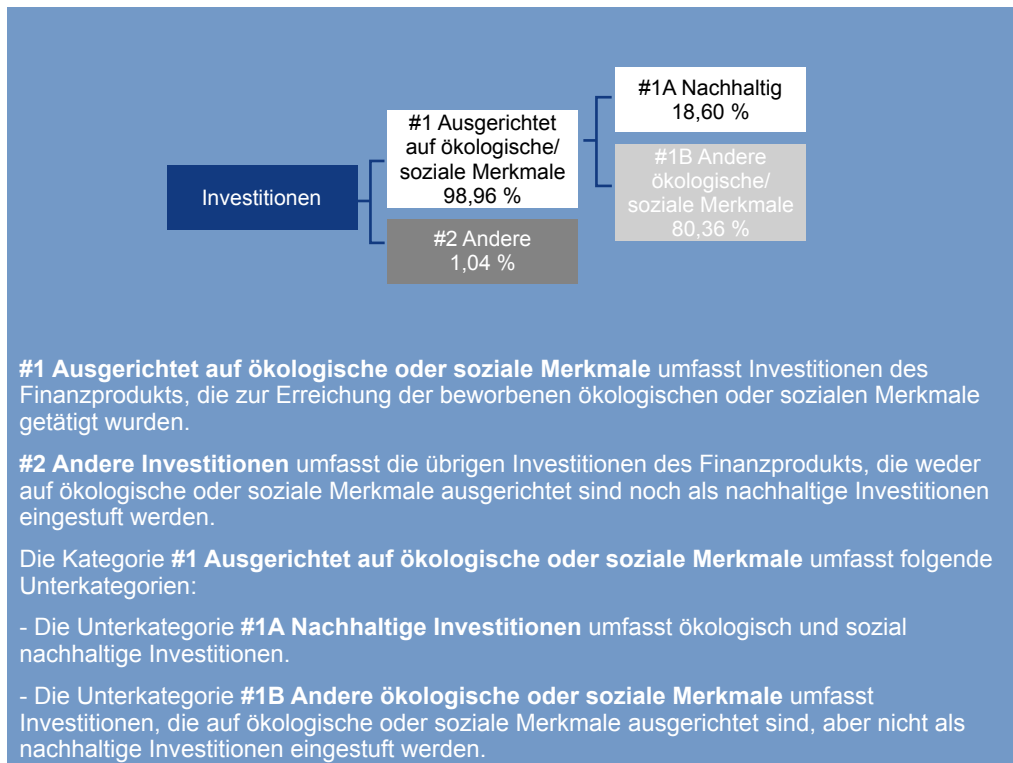 #1A Nachhaltig
18,60 %
#1 Ausgerichtet
auf ökologische/
soziale Merkmale
98,96 %
#1B Andere
ökologische/
soziale Merkmale
80,36 %
Investitionen
#2 Andere
1,04 %
#1 Ausgerichtet auf ökologische oder soziale Merkmale umfasst Investitionen des
Finanzprodukts, die zur Erreichung der beworbenen ökologischen oder sozialen Merkmale
getätigt wurden.
#2 Andere Investitionen umfasst die übrigen Investitionen des Finanzprodukts, die weder
auf ökologische oder soziale Merkmale ausgerichtet sind noch als nachhaltige Investitionen
eingestuft werden.
Die Kategorie #1 Ausgerichtet auf ökologische oder soziale Merkmale umfasst folgende
Unterkategorien:
- Die Unterkategorie #1A Nachhaltige Investitionen umfasst ökologisch und sozial
nachhaltige Investitionen.
- Die Unterkategorie #1B Andere ökologische oder soziale Merkmale umfasst
Investitionen, die auf ökologische oder soziale Merkmale ausgerichtet sind, aber nicht als
nachhaltige Investitionen eingestuft werden.